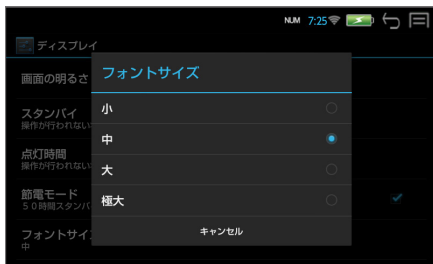 NUM 7:25
ディスプレイ
画面の明るさ
フォントサイズ
スタンバイ
操作が行われない
小
中
点灯時間
操作が行われない
大
節電モード
50時間スタンバ
極大
フォントサイ
中
キャンセル